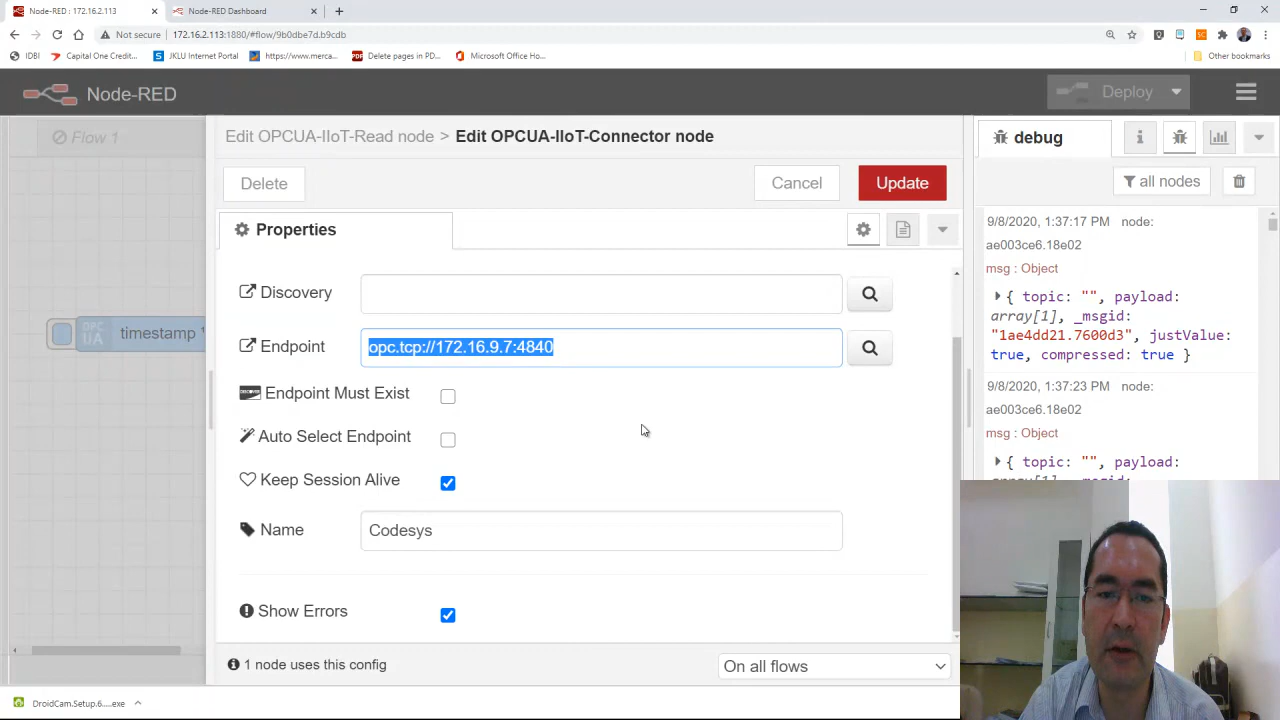 Node-RED : 172.16.2.113
Node-RED Dashboard
Not secure
172.16.2.113:1880/#flow/9b0dbe7d.b9cdb
IDBI
Capital One Credit...
JKLU Internet Portal
https://www.merca...
Delete pages in PD...
Microsoft Office Ho...
Other bookmarks
Node-RED
Deploy
Flow 1
Edit OPCUA-IIoT-Read node > Edit OPCUA-IIoT-Connector node
debug
Delete
Cancel
Update
all nodes
Properties
9/8/2020, 1:37:17 PM node:
ae003ce6.18e02
msg : Object
{ topic: "", payload:
array[1], _msgid:
"1ae4dd21.7600d3", justValue:
true, compressed: true }
9/8/2020, 1:37:23 PM node:
ae003ce6.18e02
msg : Object
{ topic: "", payload:
Discovery
OPC
UA
timestamp
Endpoint
opc.tcp://172.16.9.7:4840
Endpoint Must Exist
Auto Select Endpoint
Keep Session Alive
Name
Codesys
Show Errors
1 node uses this config
On all flows
DroidCam.Setup.6....exe